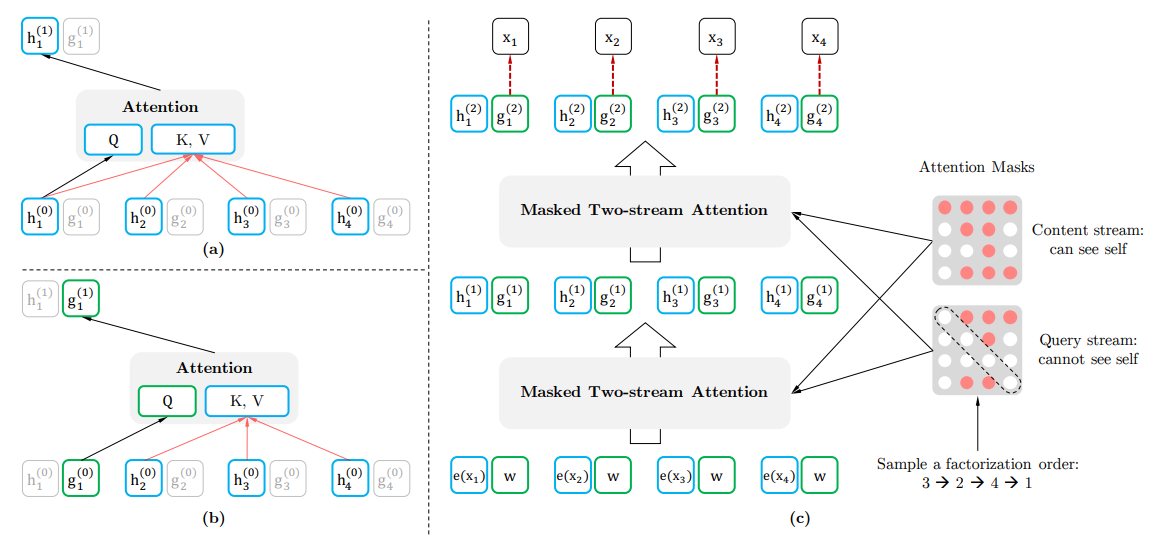 h₁⁽¹⁾ g₁⁽¹⁾
Attention
Q K, V
h₁⁽⁰⁾ g₁⁽⁰⁾ h₂⁽⁰⁾ g₂⁽⁰⁾ h₃⁽⁰⁾ g₃⁽⁰⁾ h₄⁽⁰⁾ g₄⁽⁰⁾
(a)
h₁⁽¹⁾ g₁⁽¹⁾
Attention
Q K, V
h₁⁽⁰⁾ g₁⁽⁰⁾ h₂⁽⁰⁾ g₂⁽⁰⁾ h₃⁽⁰⁾ g₃⁽⁰⁾ h₄⁽⁰⁾ g₄⁽⁰⁾
(b)
x₁ x₂ x₃ x₄
h₁⁽²⁾ g₁⁽²⁾ h₂⁽²⁾ g₂⁽²⁾ h₃⁽²⁾ g₃⁽²⁾ h₄⁽²⁾ g₄⁽²⁾
Masked Two-stream Attention
h₁⁽¹⁾ g₁⁽¹⁾ h₂⁽¹⁾ g₂⁽¹⁾ h₃⁽¹⁾ g₃⁽¹⁾ h₄⁽¹⁾ g₄⁽¹⁾
Masked Two-stream Attention
e(x₁) w e(x₂) w e(x₃) w e(x₄) w
Attention Masks
Content stream:
can see self
Query stream:
cannot see self
Sample a factorization order:
3 → 2 → 4 → 1
(c)